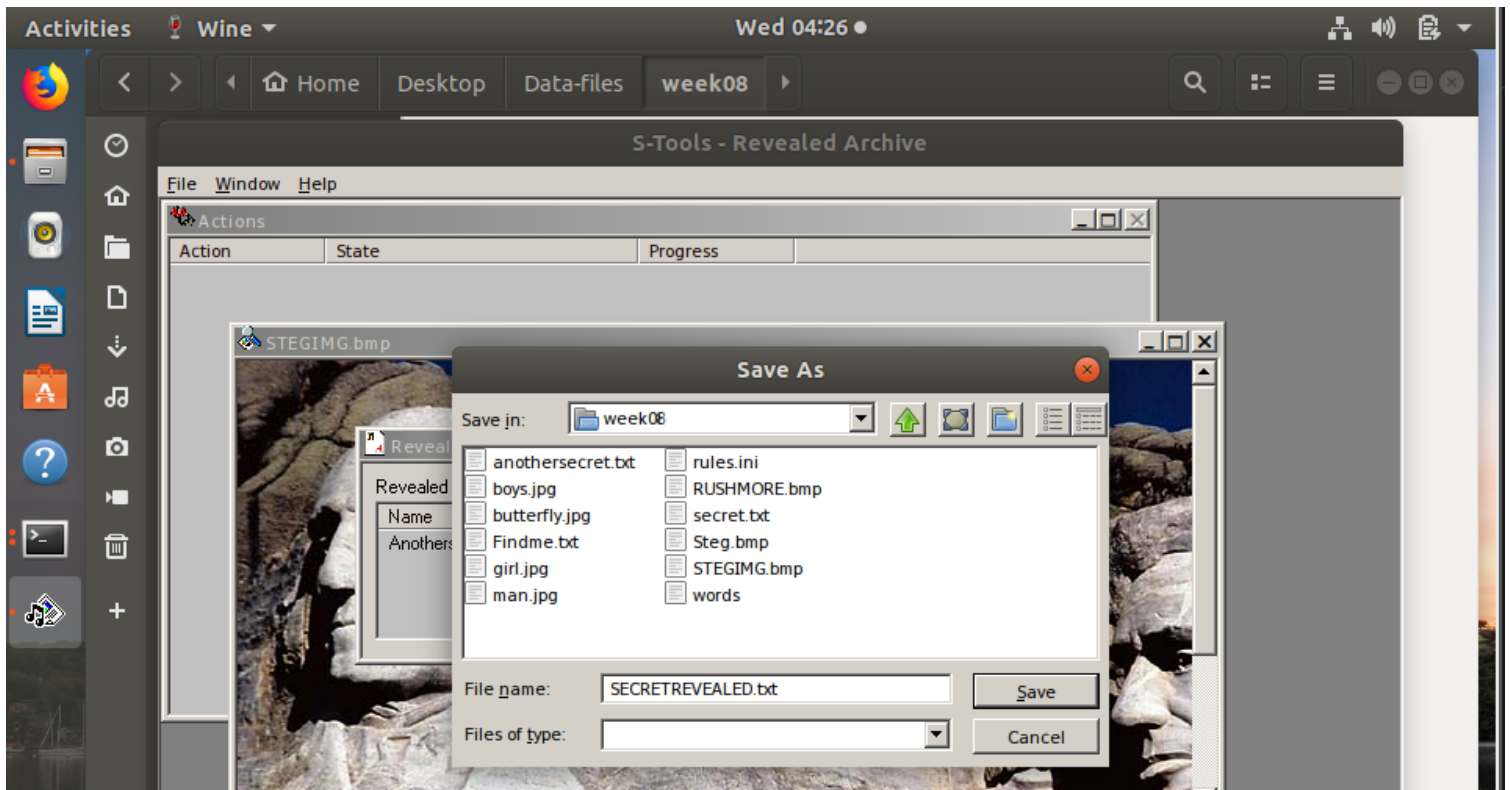 Activities Wine Wed 04:26
Home Desktop Data-files week08
S-Tools - Revealed Archive
File Window Help
Actions
Action State Progress
STEGIMG.bmp
Save As
Save in: week08
Reveal
anothersecret.txt rules.ini
Revealed boys.jpg RUSHMORE.bmp
Name butterfly.jpg secret.txt
Anothers Findme.txt Steg.bmp
girl.jpg STEGIMG.bmp
man.jpg words
File name: SECRETREVEALED.txt Save
Files of type: Cancel